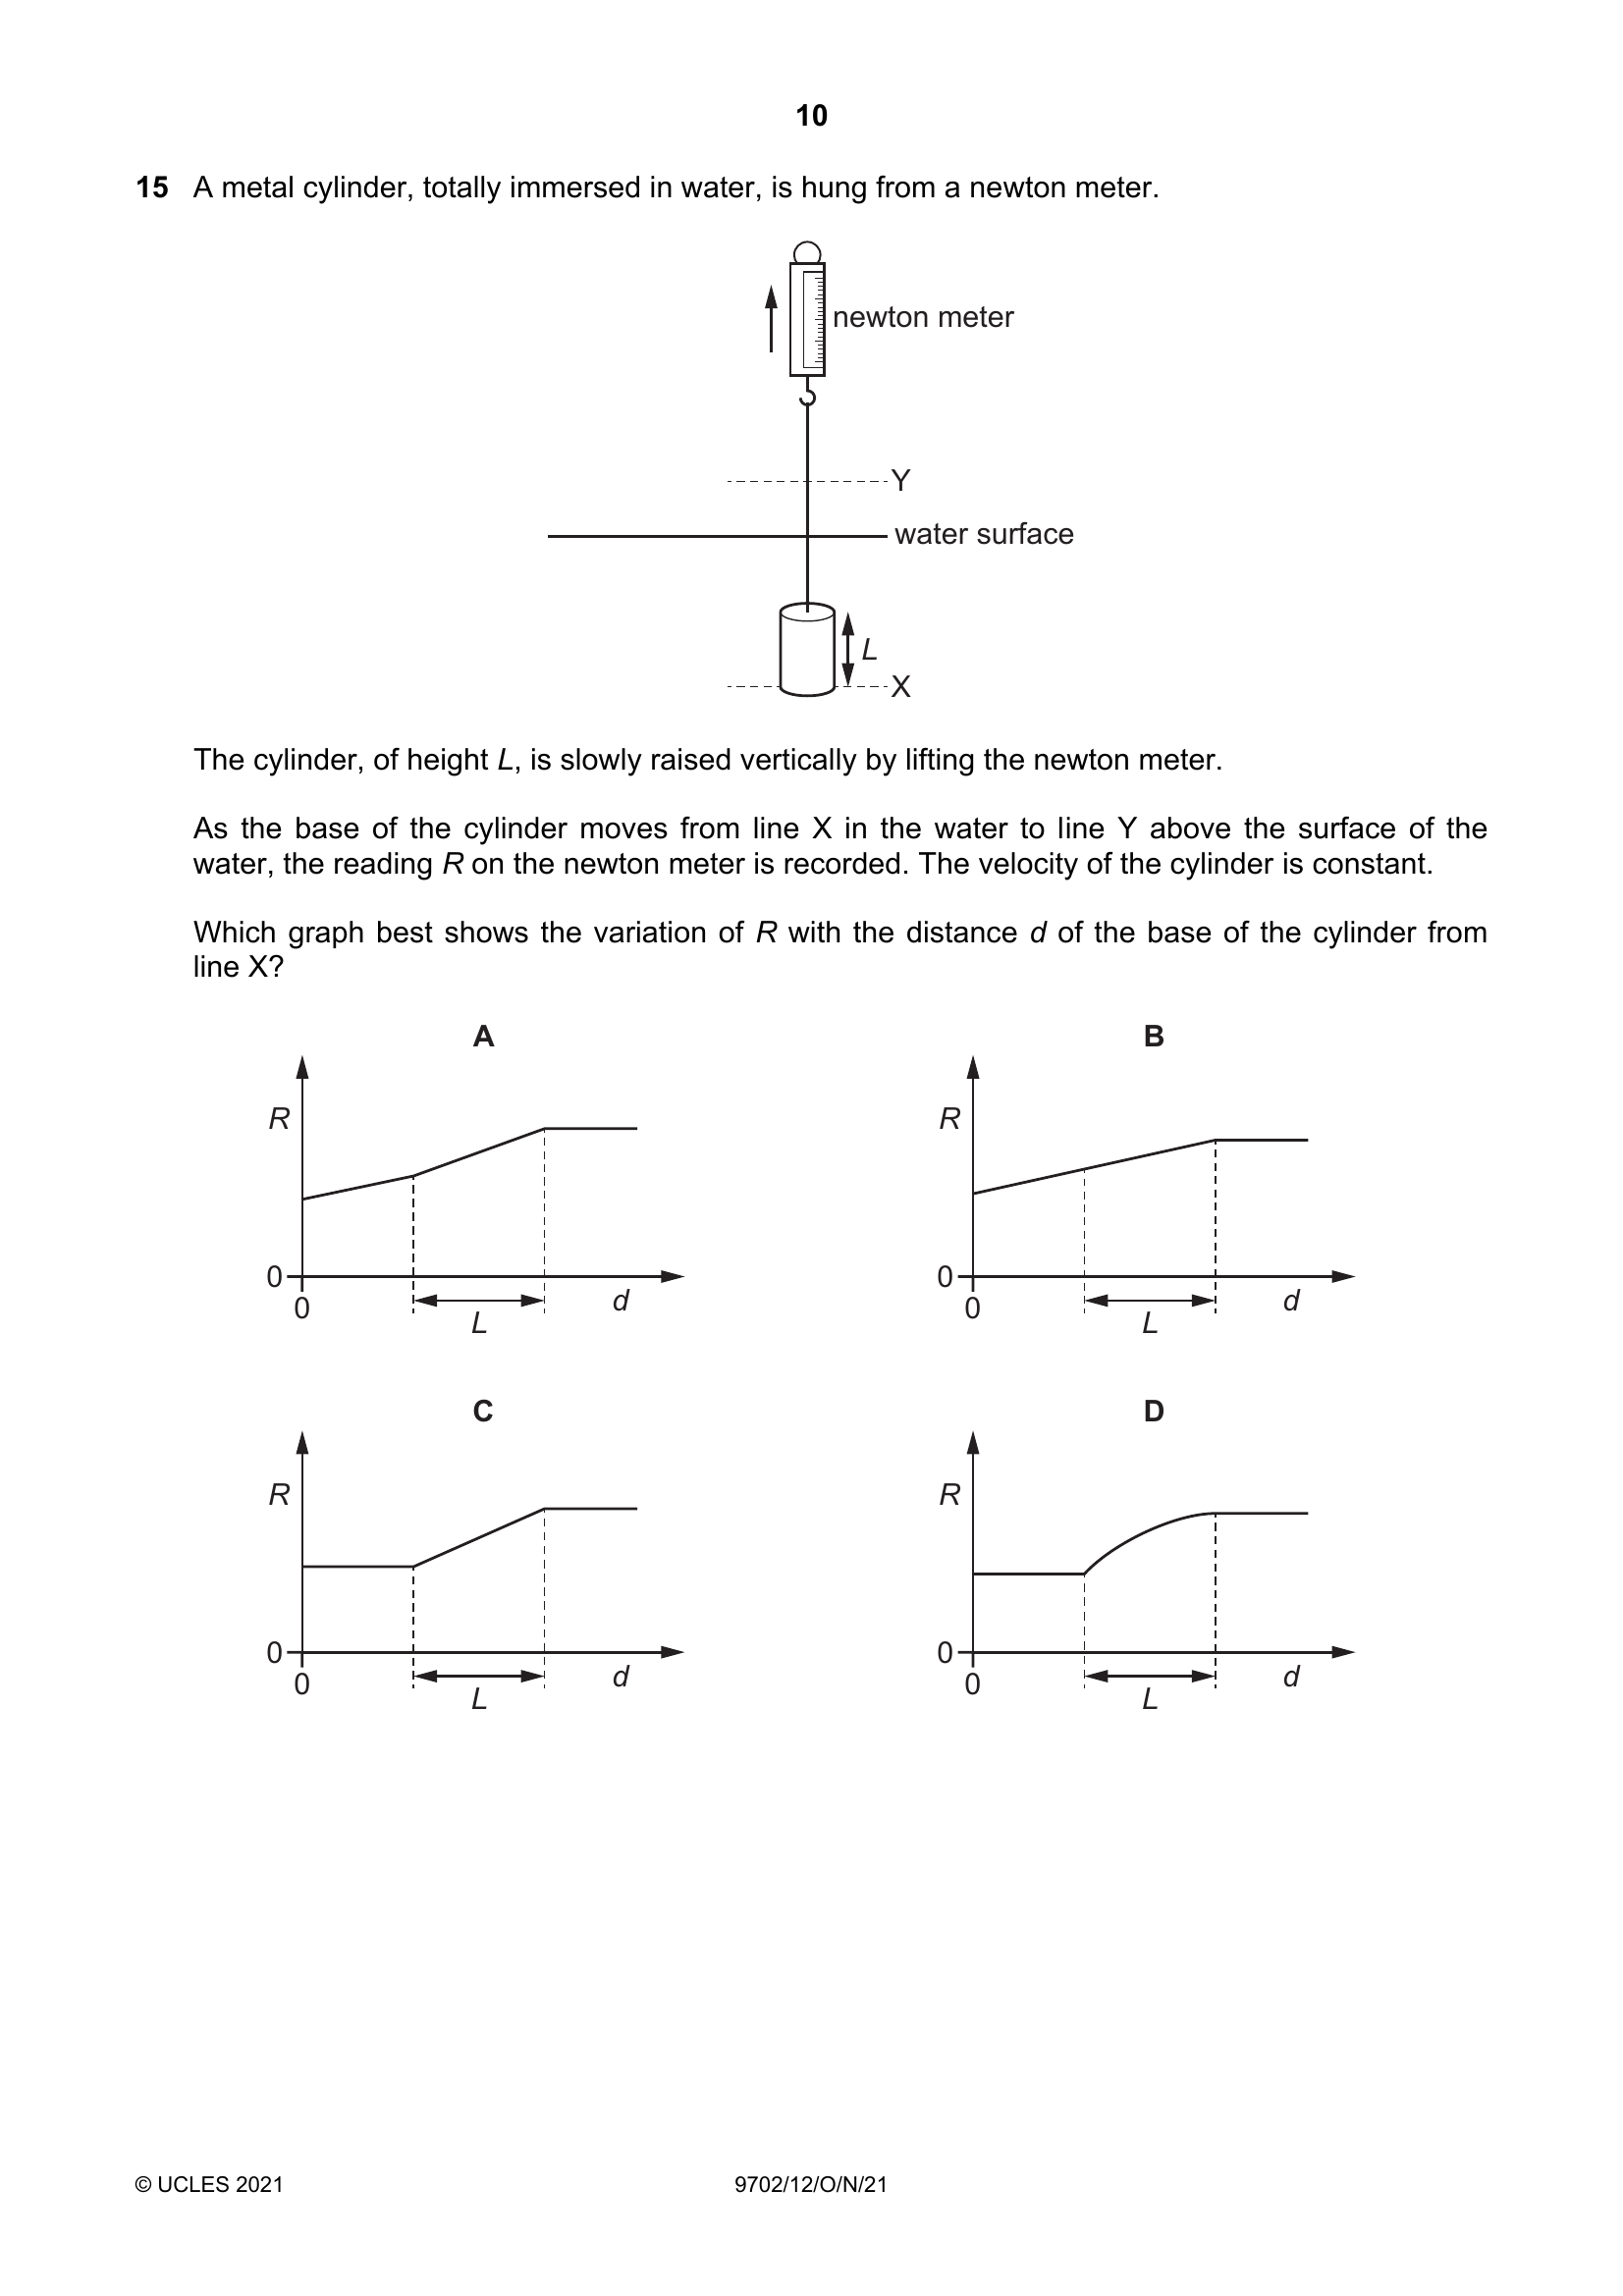 10
15 A metal cylinder, totally immersed in water, is hung from a newton meter.
newton meter
Y
water surface
L
X
The cylinder, of height L, is slowly raised vertically by lifting the newton meter.
As the base of the cylinder moves from line X in the water to line Y above the surface of the
water, the reading R on the newton meter is recorded. The velocity of the cylinder is constant.
Which graph best shows the variation of R with the distance d of the base of the cylinder from
line X?
A
R
0
0
L
d
B
R
0
0
L
d
C
R
0
0
L
d
D
R
0
0
L
d
© UCLES 2021
9702/12/O/N/21